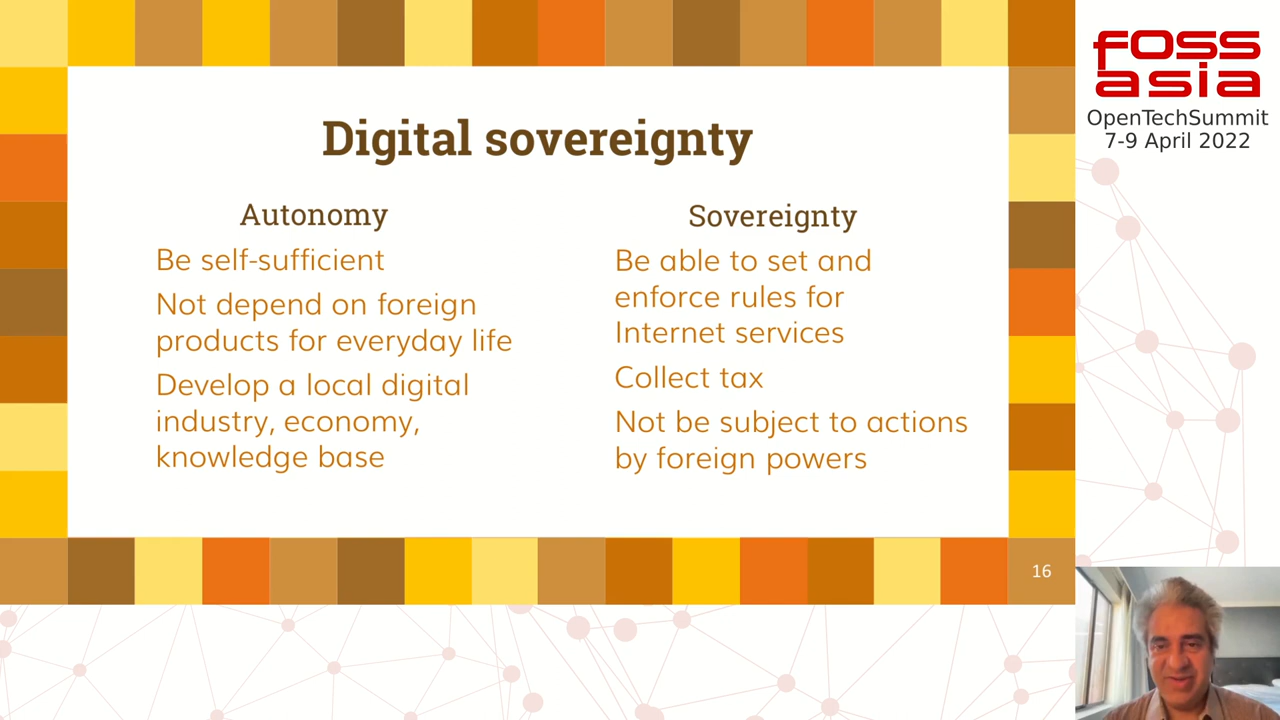 Digital sovereignty
Autonomy
Be self-sufficient
Not depend on foreign
products for everyday life
Develop a local digital
industry, economy,
knowledge base
Sovereignty
Be able to set and
enforce rules for
Internet services
Collect tax
Not be subject to actions
by foreign powers
16
fOSS
asia
OpenTechSummit
7-9 April 2022